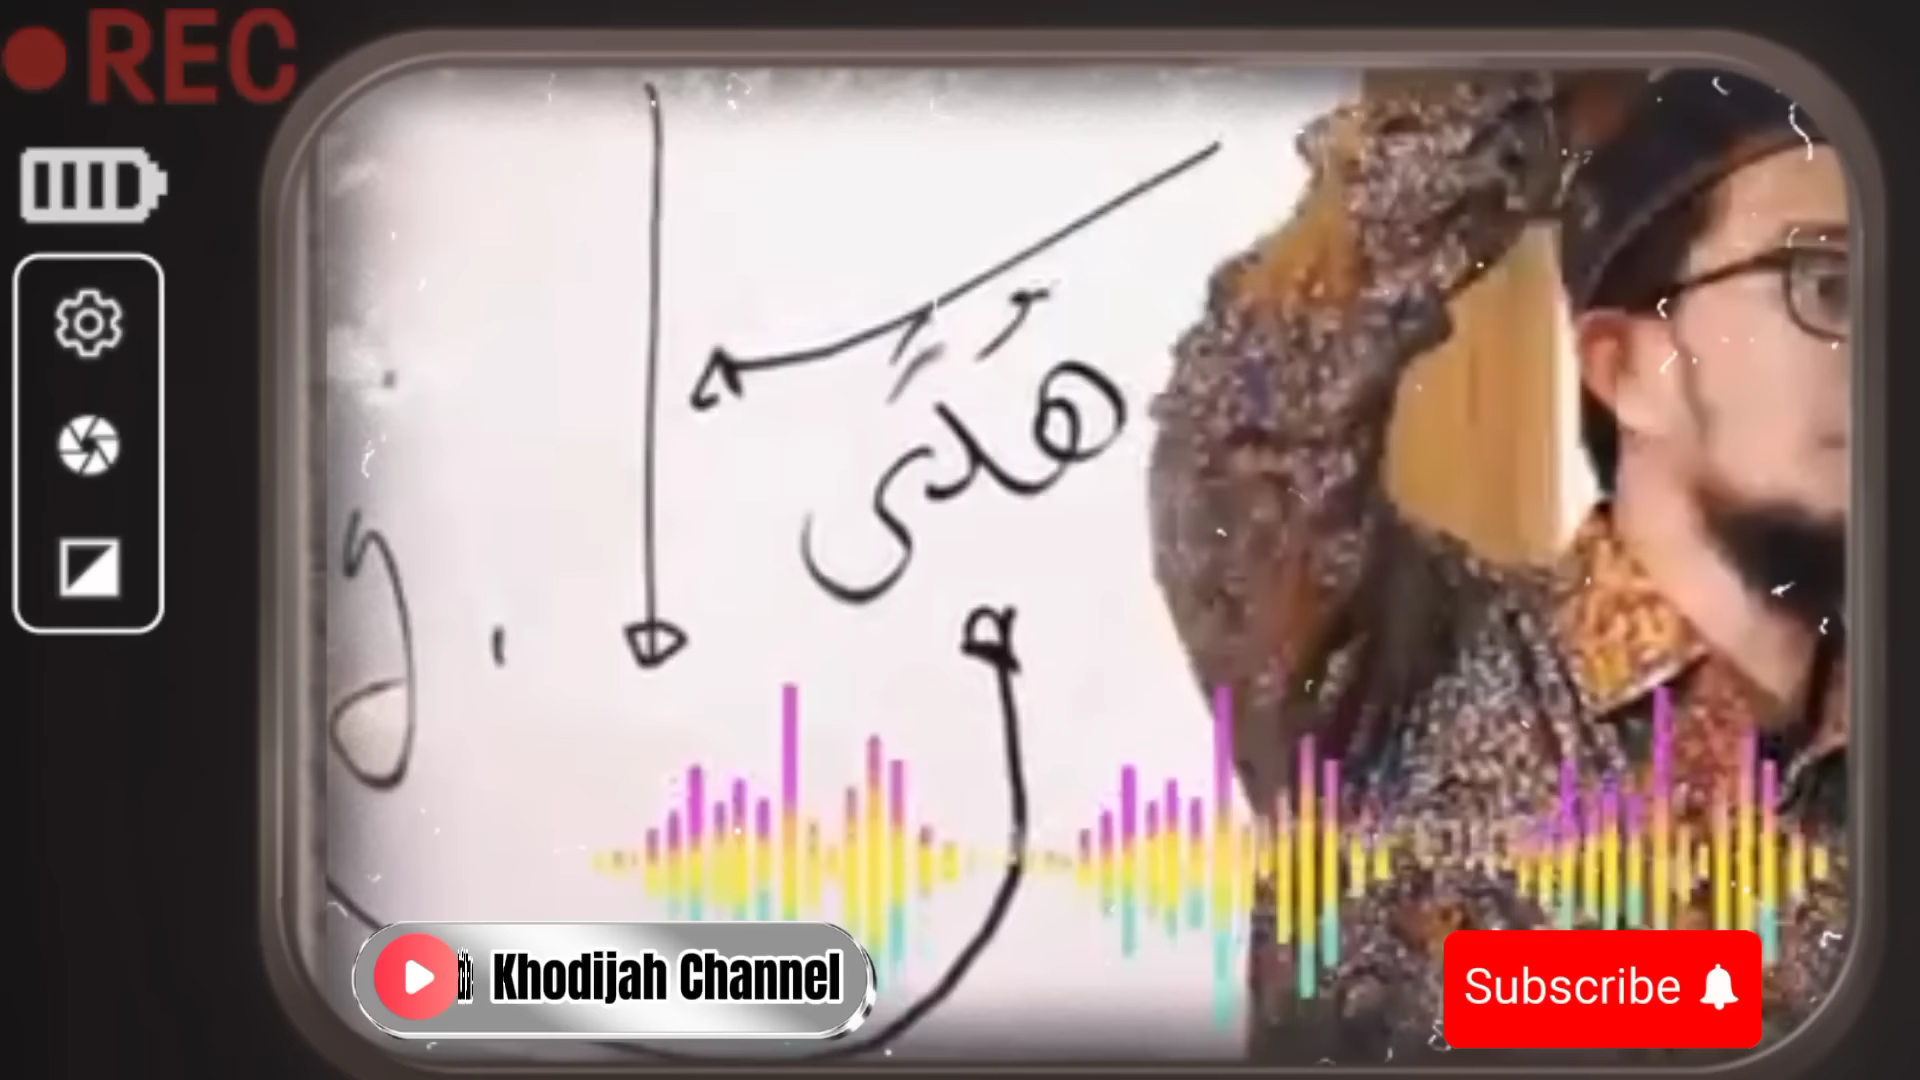 REC
هُدًى
Khodijah Channel
Subscribe